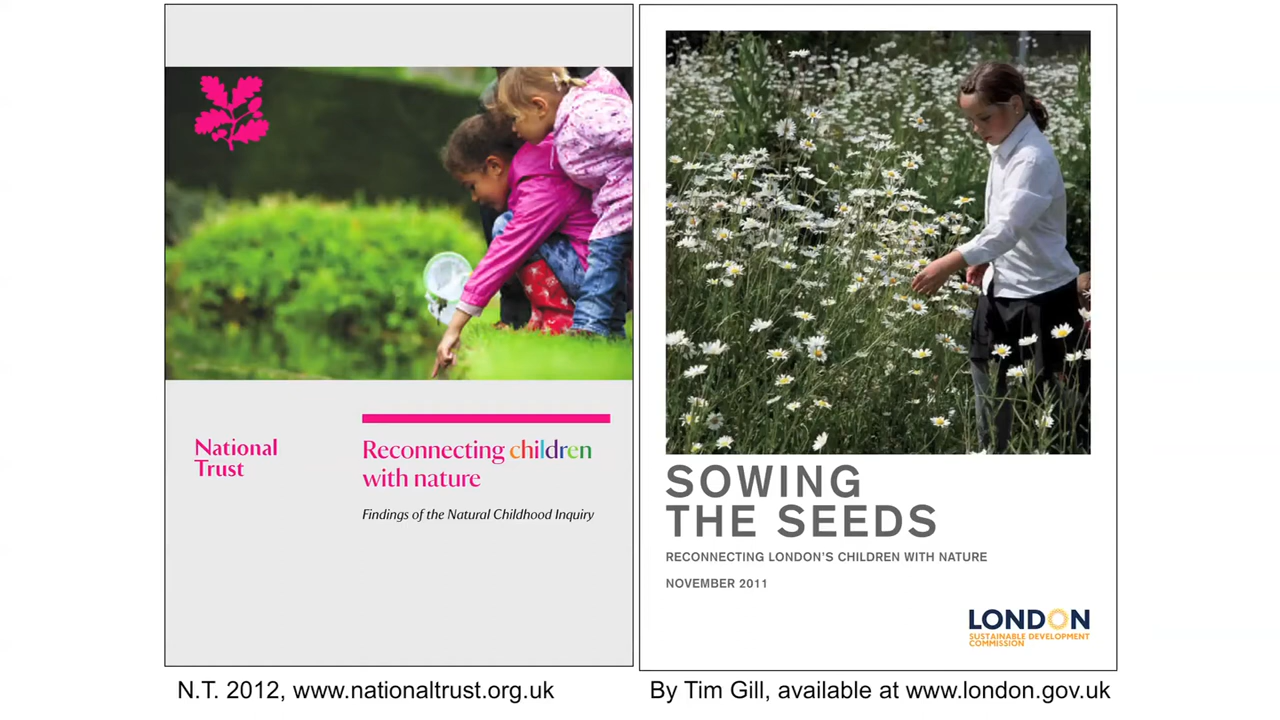 National
Trust
Reconnecting children
with nature
Findings of the Natural Childhood Inquiry
N.T. 2012, www.nationaltrust.org.uk
SOWING
THE SEEDS
RECONNECTING LONDON'S CHILDREN WITH NATURE
NOVEMBER 2011
LONDON
SUSTAINABLE DEVELOPMENT
COMMISSION
By Tim Gill, available at www.london.gov.uk